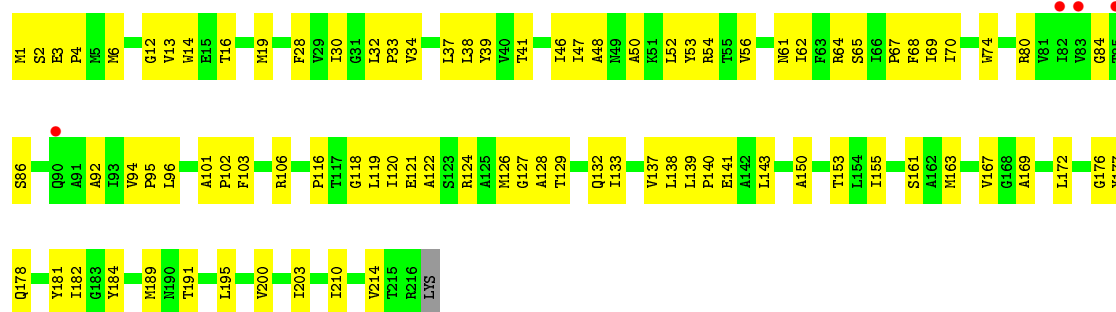 M1 S2 E3 P4 M5 M6 G12 V13 W14 E15 T16 M19 F28 V29 I30 G31 L32 P33 V34 L37 L38 Y39 V40 T41 I46 I47 A48 N49 A50 K51 L52 Y53 R54 T55 V56 N61 I62 F63 R64 S65 I66 P67 F68 I69 I70 W74 R80 V81 I82 V83 G84
S86 Q90 A91 A92 I93 V94 P95 L96 A101 P102 F103 R106 P116 T117 G118 L119 I120 E121 A122 S123 R124 A125 M126 G127 A128 T129 Q132 I133 V137 L138 L139 P140 E141 A142 L143 A150 T153 L154 I155 S161 A162 M163 V167 G168 A169 L172 G176
Q178 Y181 I182 G183 Y184 M189 N190 T191 L195 V200 I203 I210 V214 T215 R216 LYS